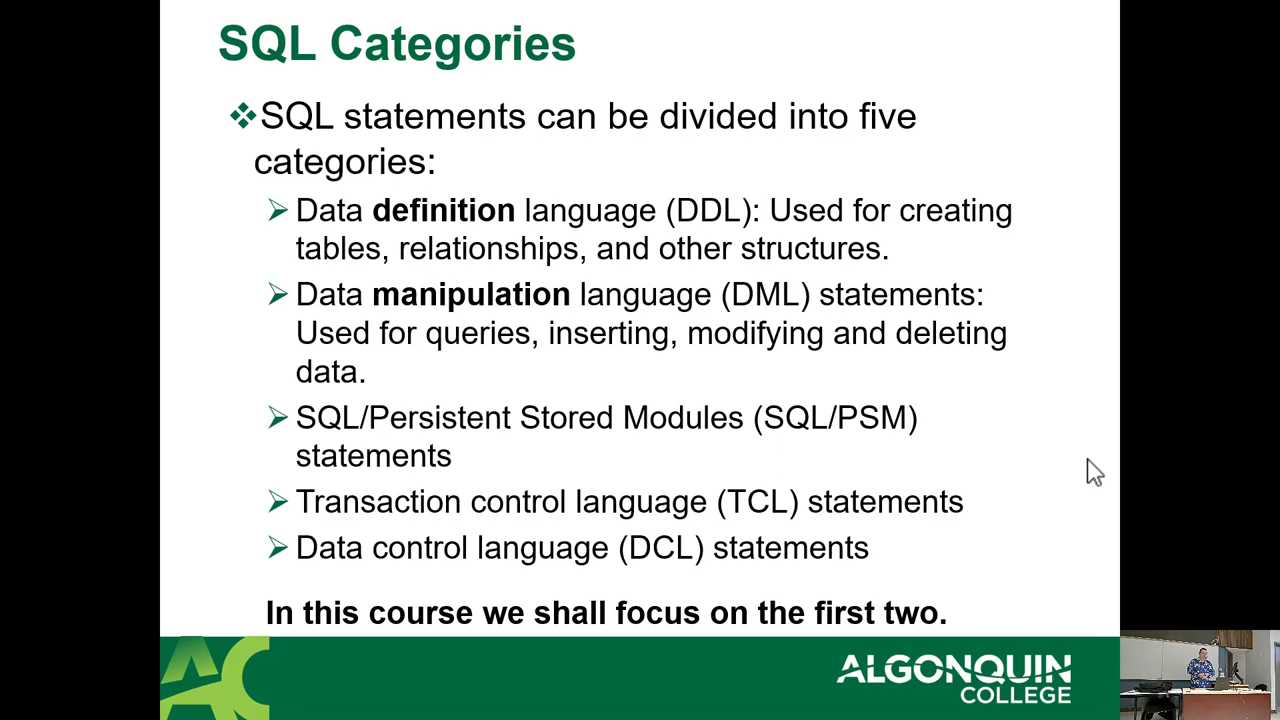 SQL Categories
SQL statements can be divided into five
categories:
Data definition language (DDL): Used for creating
tables, relationships, and other structures.
Data manipulation language (DML) statements:
Used for queries, inserting, modifying and deleting
data.
SQL/Persistent Stored Modules (SQL/PSM)
statements
Transaction control language (TCL) statements
Data control language (DCL) statements
In this course we shall focus on the first two.
AC
ALGONQUIN
COLLEGE